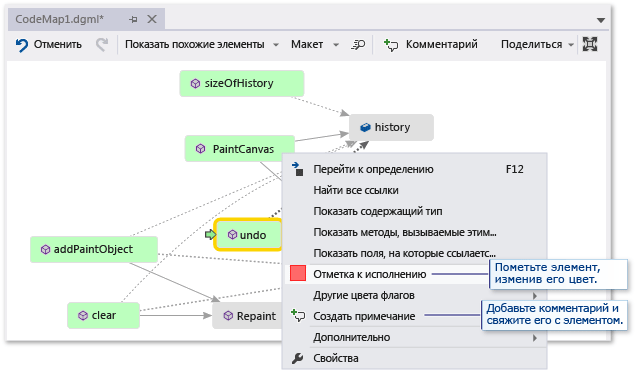 CodeMap1.dgml*
Отменить
Показать похожие элементы
Макет
Комментарий
Поделиться
sizeOfHistory
history
PaintCanvas
undo
addPaintObject
clear
Repaint
Перейти к определению F12
Найти все ссылки
Показать содержащий тип
Показать методы, вызываемые этим...
Показать поля, на которые ссылаетс...
Отметка к исполнению
Другие цвета флагов
Создать примечание
Дополнительно
Свойства
Пометьте элемент,
изменив его цвет.
Добавьте комментарий и
свяжите его с элементом.